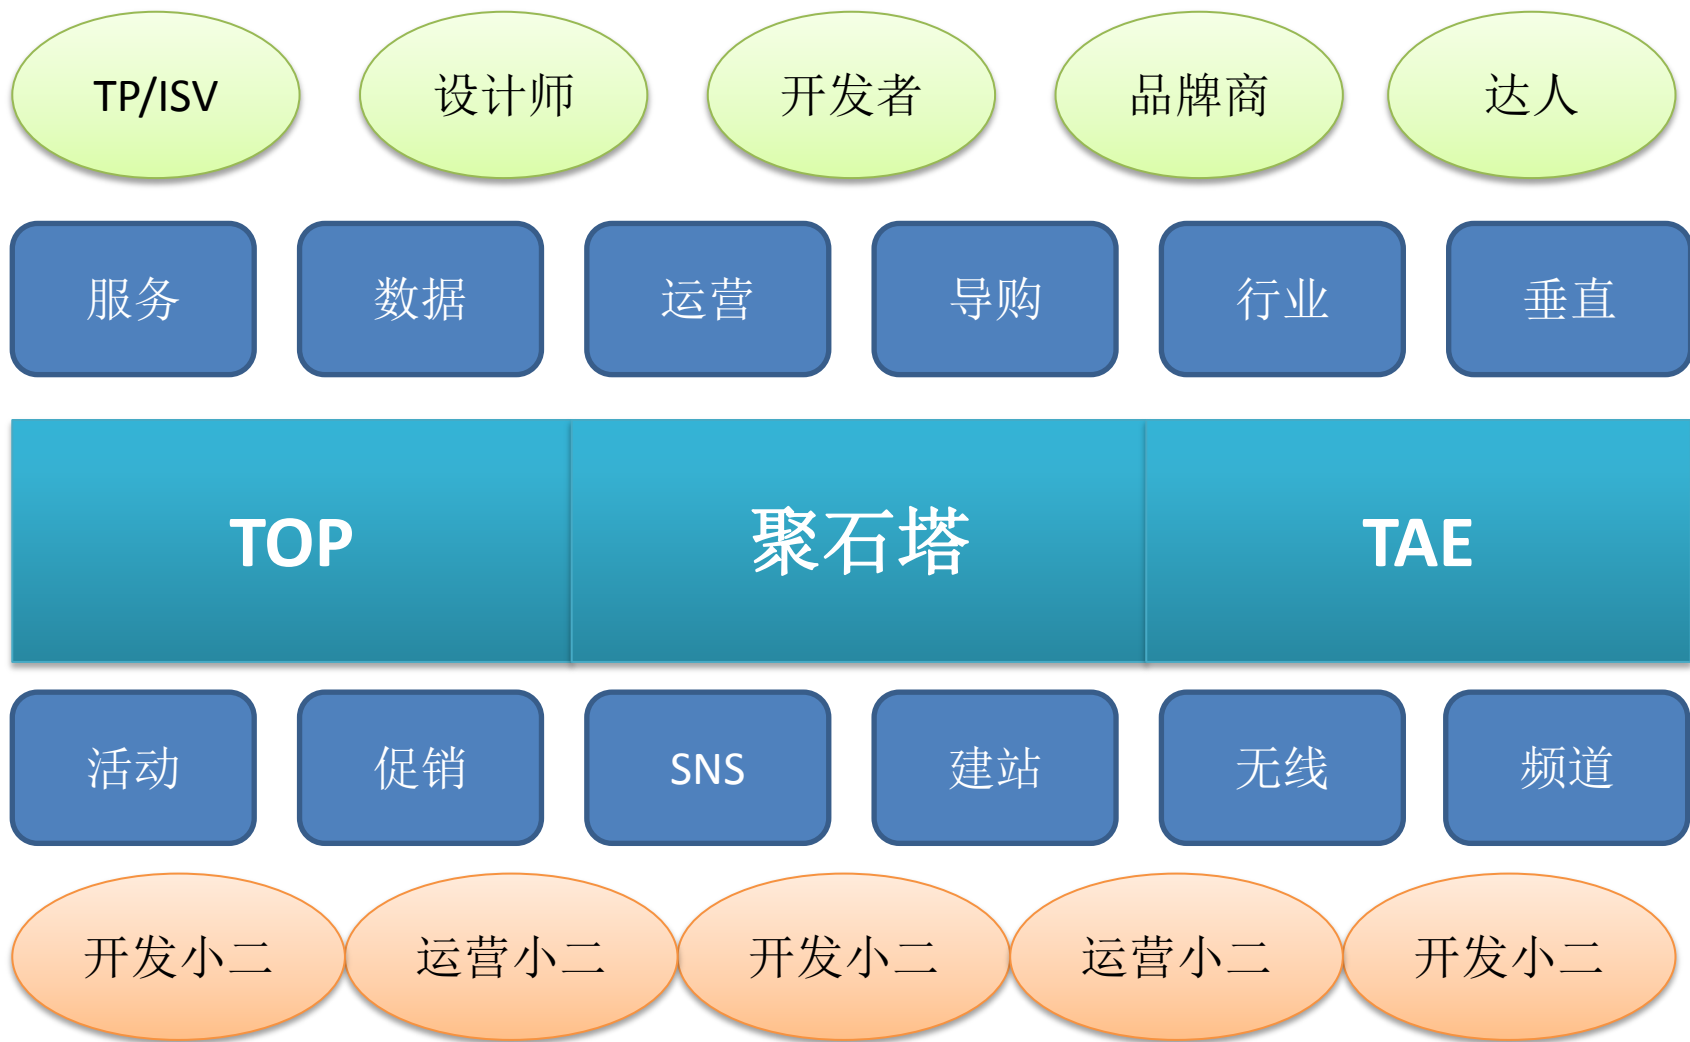 TP/ISV
设计师
开发者
品牌商
达人
服务
数据
运营
导购
行业
垂直
TOP
聚石塔
TAE
活动
促销
SNS
建站
无线
频道
开发小二
运营小二
开发小二
运营小二
开发小二